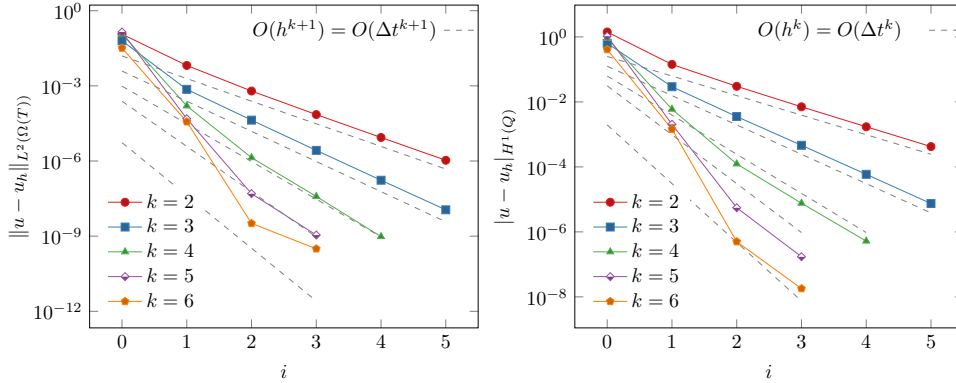 10^0
10^{-3}
10^{-6}
10^{-9}
10^{-12}
‖u − u_h‖_{L^2(Ω(T))}
O(h^{k+1}) = O(Δt^{k+1})
k = 2
k = 3
k = 4
k = 5
k = 6
0 1 2 3 4 5
i
10^0
10^{-2}
10^{-4}
10^{-6}
10^{-8}
|u − u_h|_{H^1(Q)}
O(h^k) = O(Δt^k)
k = 2
k = 3
k = 4
k = 5
k = 6
0 1 2 3 4 5
i